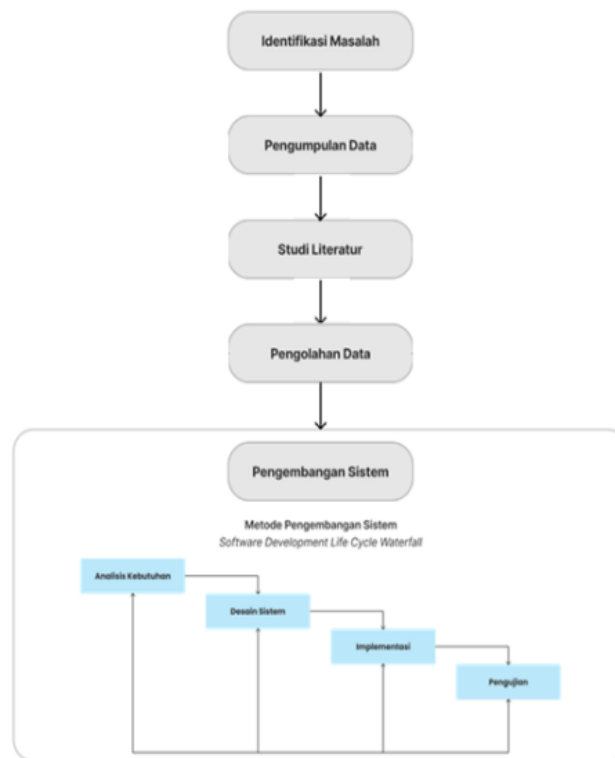 Identifikasi Masalah
Pengumpulan Data
Studi Literatur
Pengolahan Data
Pengembangan Sistem
Metode Pengembangan Sistem
Software Development Life Cycle Waterfall
Analisis Kebutuhan
Desain Sistem
Implementasi
Pengujian